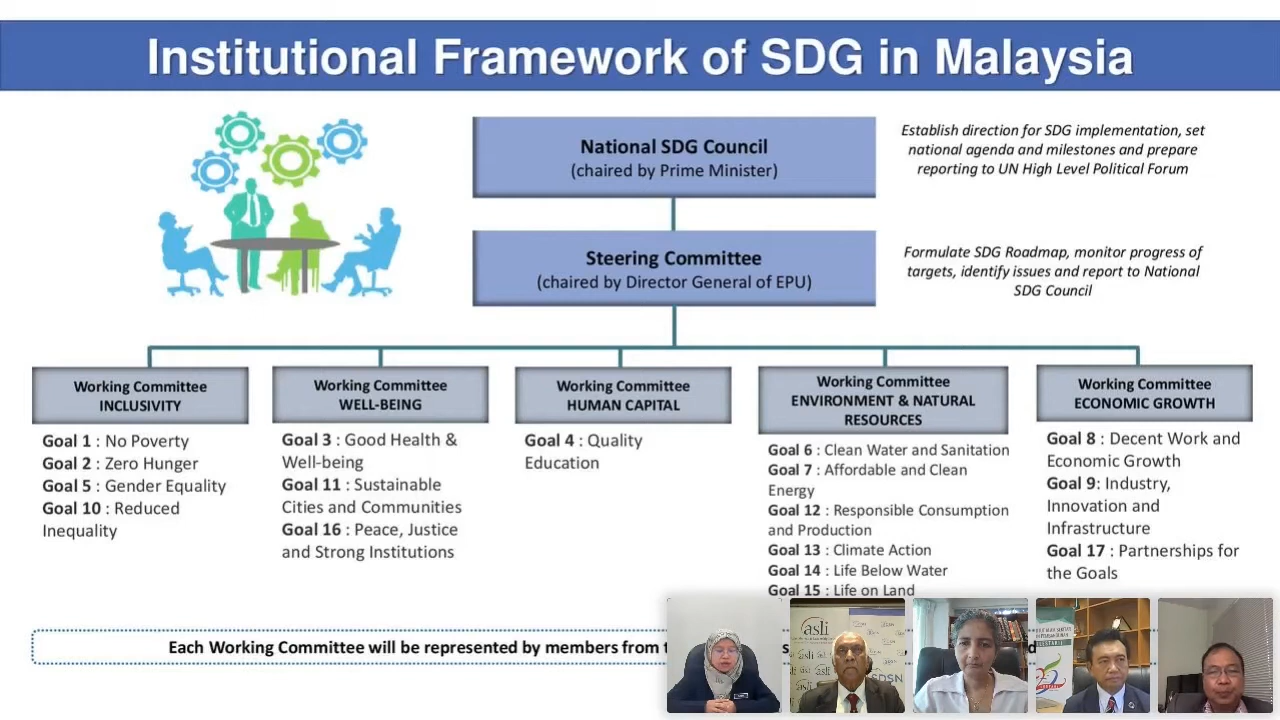 Institutional Framework of SDG in Malaysia
National SDG Council
(chaired by Prime Minister)
Establish direction for SDG implementation, set
national agenda and milestones and prepare
reporting to UN High Level Political Forum
Steering Committee
(chaired by Director General of EPU)
Formulate SDG Roadmap, monitor progress of
targets, identify issues and report to National
SDG Council
Working Committee
INCLUSIVITY
Goal 1 : No Poverty
Goal 2 : Zero Hunger
Goal 5 : Gender Equality
Goal 10 : Reduced
Inequality
Working Committee
WELL-BEING
Goal 3 : Good Health &
Well-being
Goal 11 : Sustainable
Cities and Communities
Goal 16 : Peace, Justice
and Strong Institutions
Working Committee
HUMAN CAPITAL
Goal 4 : Quality
Education
Working Committee
ENVIRONMENT & NATURAL
RESOURCES
Goal 6 : Clean Water and Sanitation
Goal 7 : Affordable and Clean
Energy
Goal 12 : Responsible Consumption
and Production
Goal 13 : Climate Action
Goal 14 : Life Below Water
Goal 15 : Life on Land
Working Committee
ECONOMIC GROWTH
Goal 8 : Decent Work and
Economic Growth
Goal 9: Industry,
Innovation and
Infrastructure
Goal 17 : Partnerships for
the Goals
Each Working Committee will be represented by members from
asli